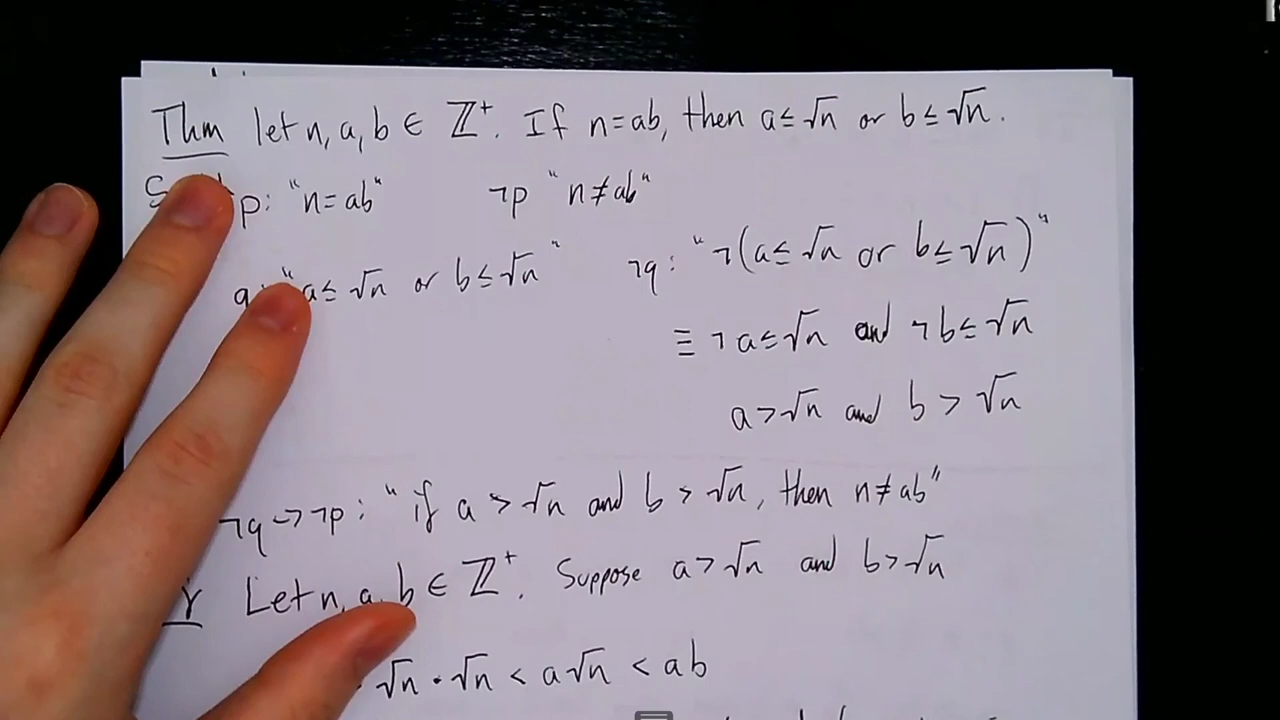 Thm let n, a, b ∈ ℤ⁺. If n=ab, then a≤√n or b≤√n.
p: "n=ab" ¬p "n≠ab"
q: "a≤√n or b≤√n" ¬q: "¬(a≤√n or b≤√n)"
≡ ¬a≤√n and ¬b≤√n
a>√n and b>√n
¬q→¬p: "if a>√n and b>√n, then n≠ab"
Let n, a, b ∈ ℤ⁺. Suppose a>√n and b>√n
√n·√n < a√n < ab